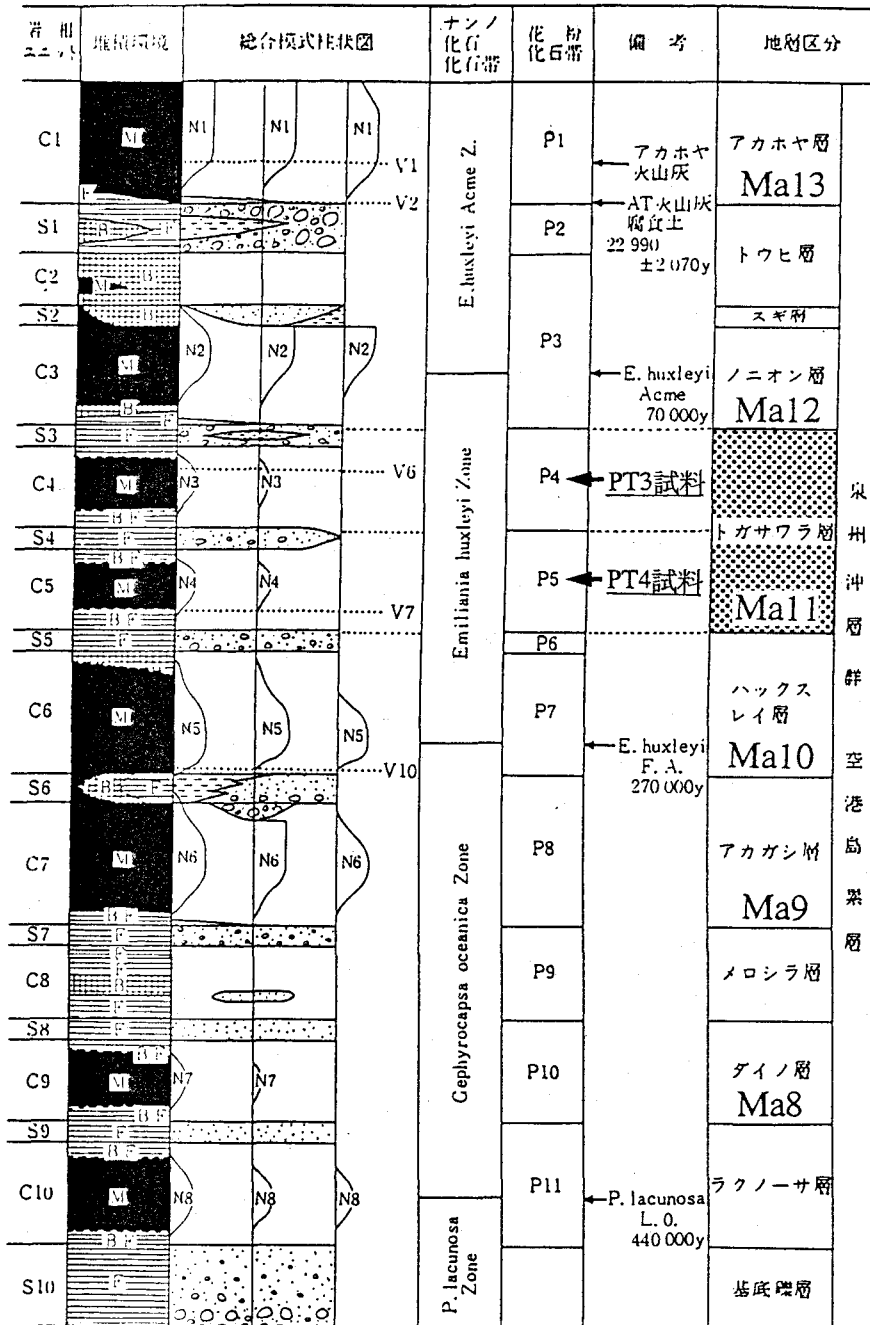 岩相
ユニット
堆積環境
総合模式柱状図
ナンノ
化石
化石帯
花粉
化石帯
備考
地層区分
C1
S1
C2
S2
C3
S3
C4
S4
C5
S5
C6
S6
C7
S7
C8
S8
C9
S9
C10
S10
M
F
B F
B
M
B
M
B
F
F
M
B F
F
B F
M
B F
F
M
B F
M
B F
F
F
F
B
F
F
B F
M
B F
F
B F
M
B F
F
N1 N1 N1
V1
V2
N2 N2 N2
V6
N3 N3
N4 N4
V7
N5 N5 N5
V10
N6 N6 N6
N7 N7
N8 N8 N8
E.huxleyi Acme Z.
Emiliania huxleyi Zone
Gephyrocapsa oceanica Zone
P. lacunosa
Zone
P1
P2
P3
P4
P5
P6
P7
P8
P9
P10
P11
アカホヤ
火山灰
AT火山灰
腐食土
22 990
±2 070y
E. huxleyi
Acme
70 000y
PT3試料
PT4試料
E. huxleyi
F. A.
270 000y
P. lacunosa
L. O.
440 000y
アカホヤ層
Ma13
トウヒ層
スギ層
ノニオン層
Ma12
トガサワラ層
Ma11
ハックス
レイ層
Ma10
アカガシ層
Ma9
メロシラ層
ダイノ層
Ma8
ラクノーサ層
基底礫層
泉州沖層群空港島累層